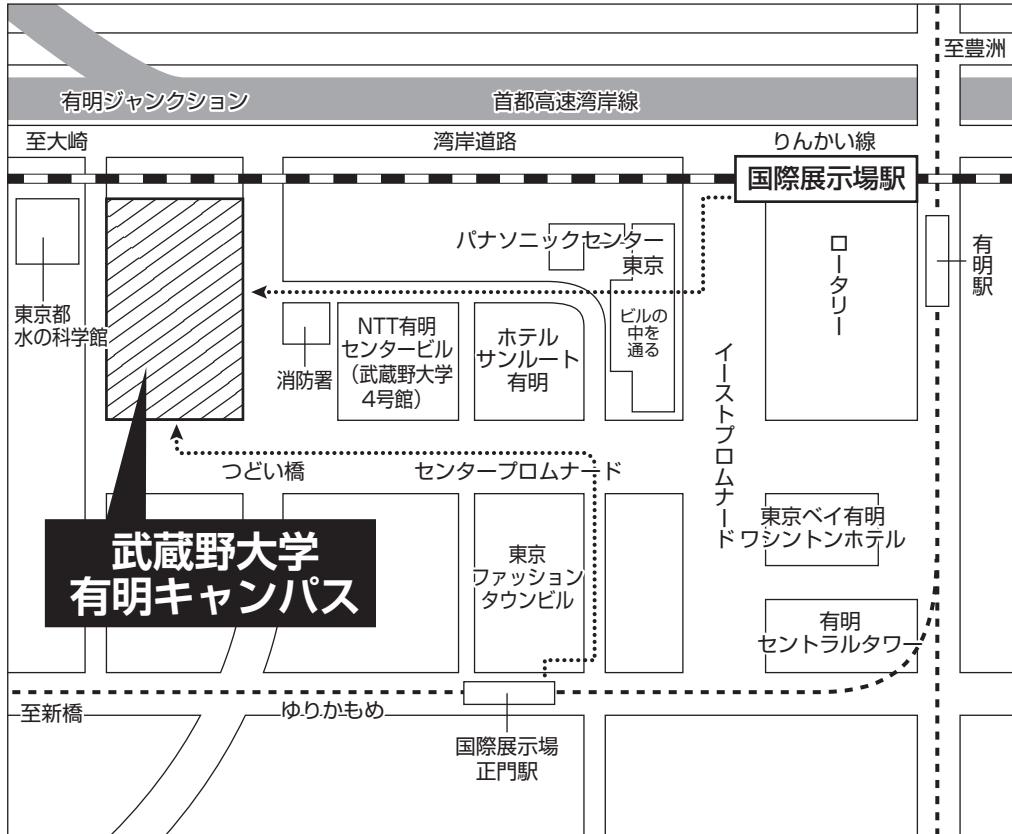 至豊洲
有明ジャンクション
首都高速湾岸線
至大崎
湾岸道路
りんかい線
国際展示場駅
パナソニックセンター
東京
ロータリー
有明駅
東京都
水の科学館
消防署
NTT有明
センタービル
(武蔵野大学
4号館)
ホテル
サンルート
有明
ビルの
中を
通る
イーストプロムナード
つどい橋
センタープロムナード
武蔵野大学
有明キャンパス
東京
ファッション
タウンビル
東京ベイ有明
ワシントンホテル
有明
セントラルタワー
至新橋
ゆりかもめ
国際展示場
正門駅